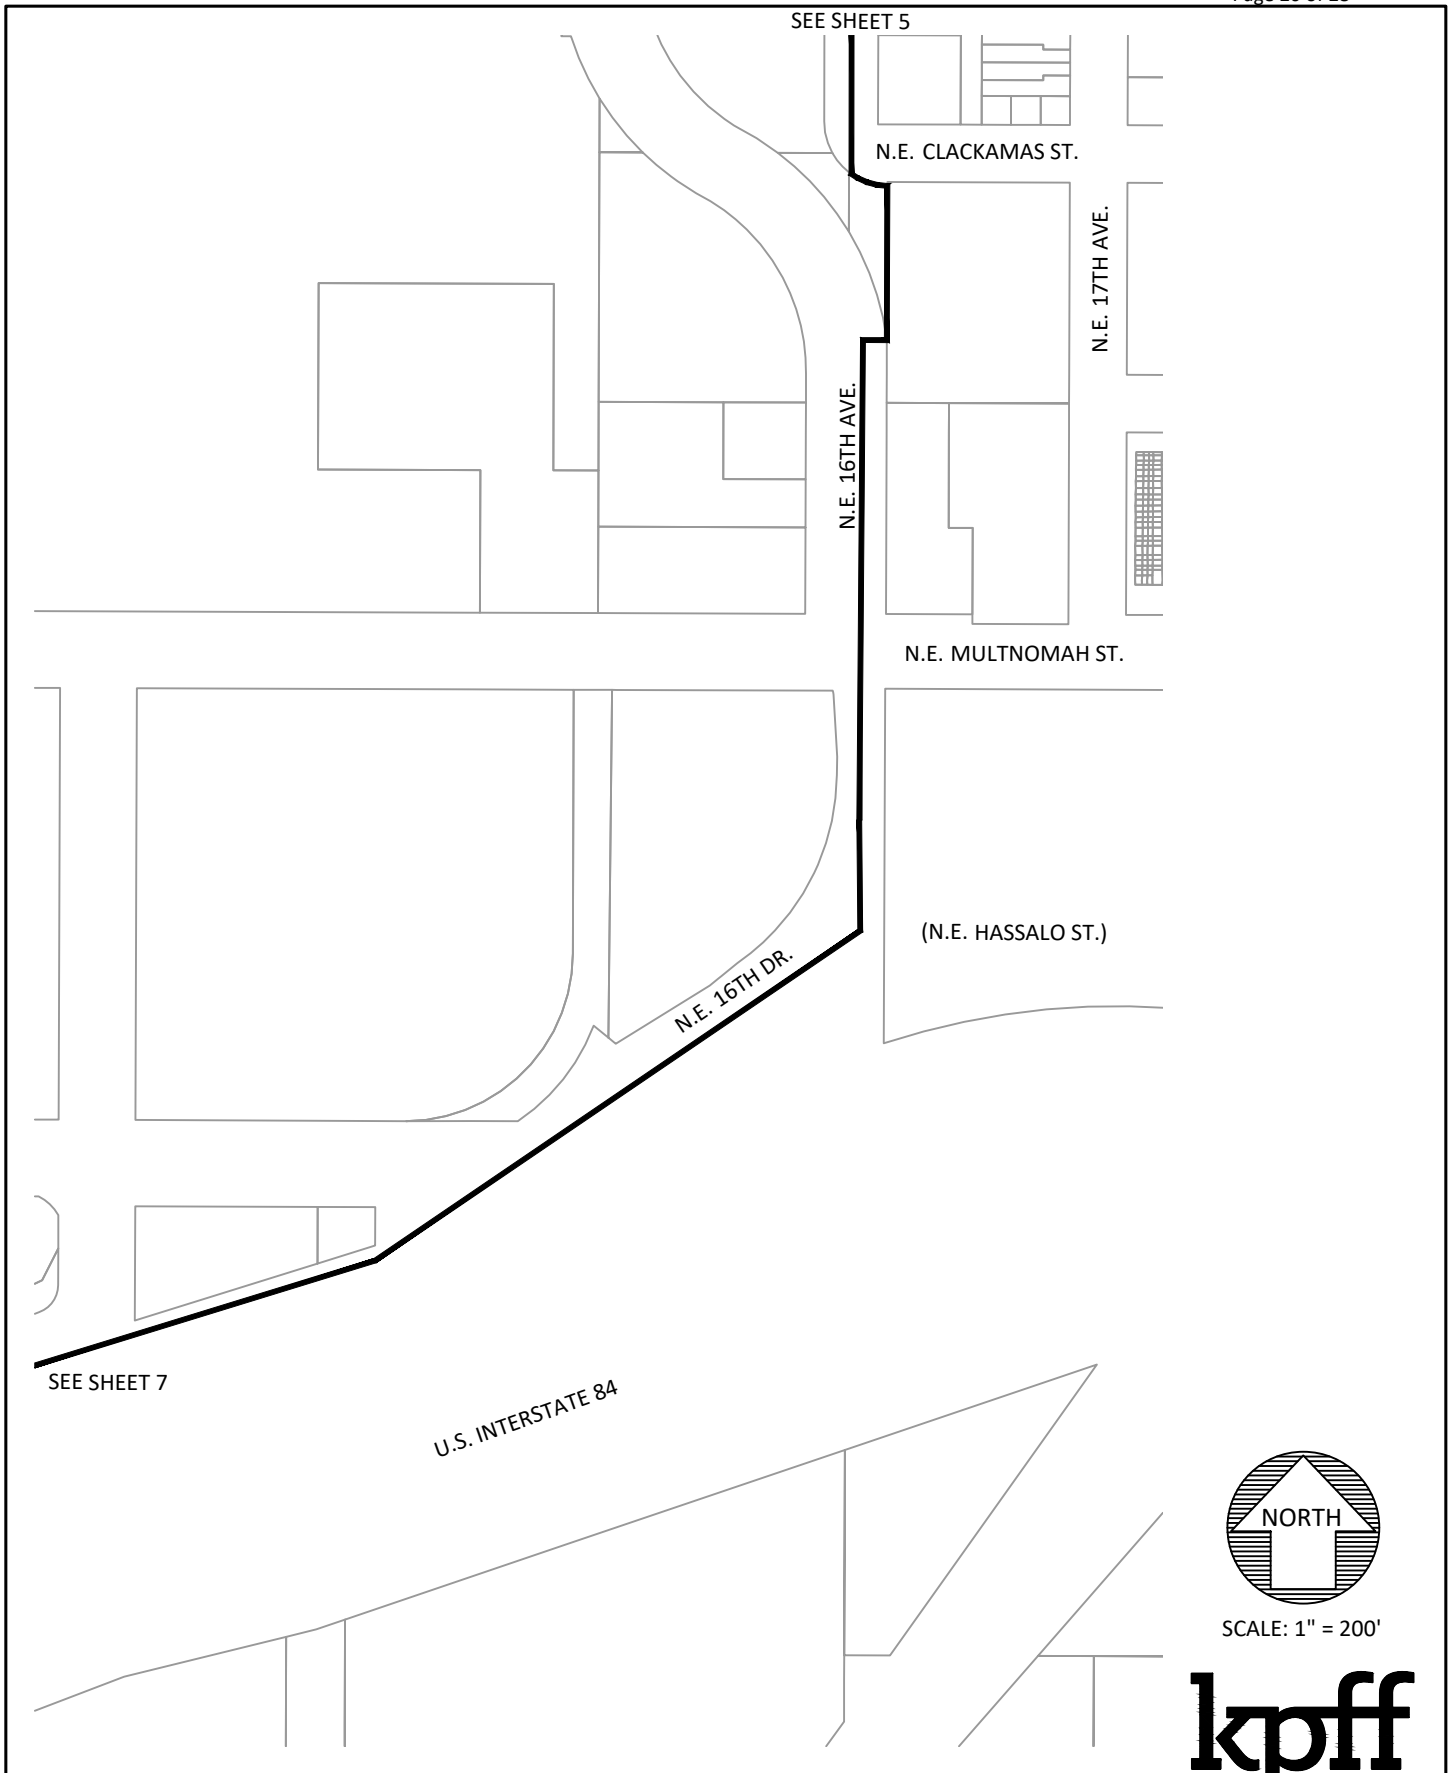 SEE SHEET 5
N.E. CLACKAMAS ST.
N.E. 17TH AVE.
N.E. 16TH AVE.
N.E. MULTNOMAH ST.
(N.E. HASSALO ST.)
N.E. 16TH DR.
SEE SHEET 7
U.S. INTERSTATE 84
NORTH
SCALE: 1" = 200'
kpff